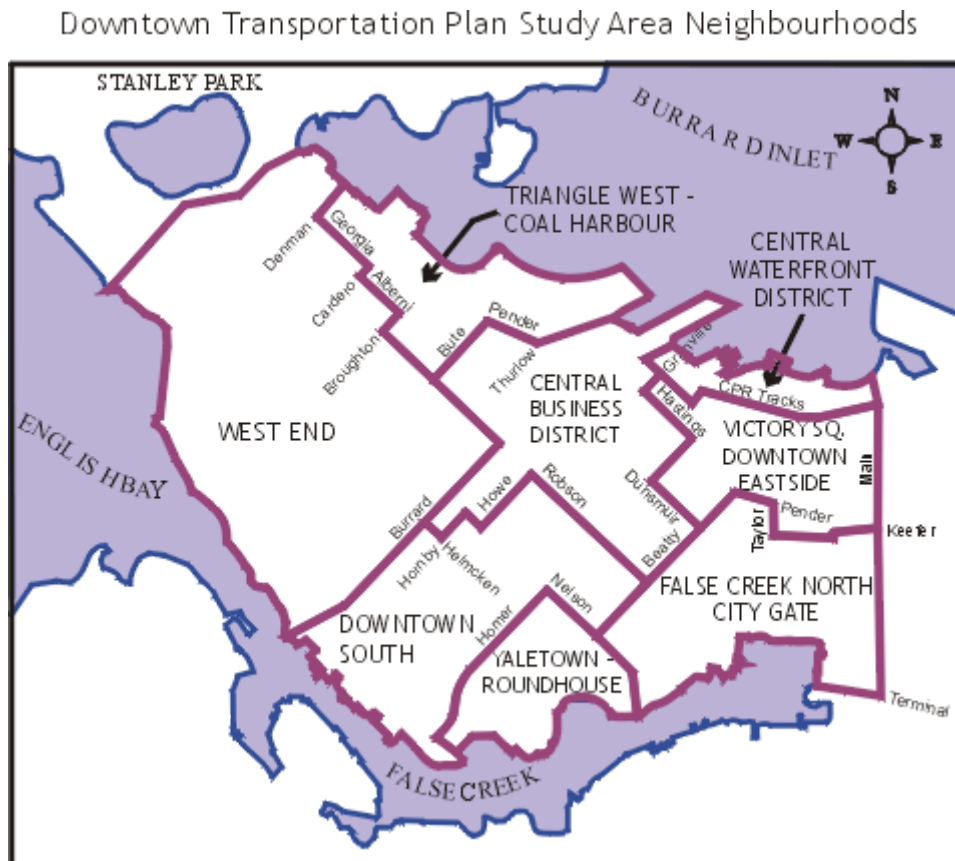 Downtown Transportation Plan Study Area Neighbourhoods
STANLEY PARK
BURRARD INLET
N
W
E
S
TRIANGLE WEST -
COAL HARBOUR
CENTRAL
WATERFRONT
DISTRICT
Denman
Georgia
Cardero
Alberni
Broughton
Bute
Pender
Thurlow
Granville
CPR Tracks
Hastings
CENTRAL
BUSINESS
DISTRICT
WEST END
ENGLISH BAY
VICTORY SQ.
DOWNTOWN
EASTSIDE
Main
Burrard
Howe
Robson
Dunsmuir
Taylor
Pender
Keefer
Hornby
Helmcken
Beatty
Homer
Nelson
FALSE CREEK NORTH
CITY GATE
DOWNTOWN
SOUTH
YALETOWN -
ROUNDHOUSE
Terminal
FALSE CREEK